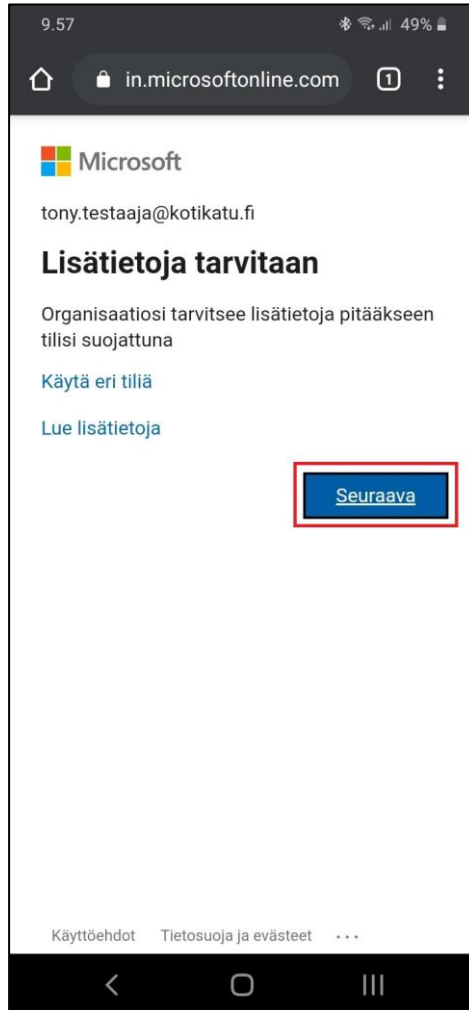 9.57 49%
in.microsoftonline.com 1
Microsoft
tony.testaaja@kotikatu.fi
Lisätietoja tarvitaan
Organisaatiosi tarvitsee lisätietoja pitääkseen
tilisi suojattuna
Käytä eri tiliä
Lue lisätietoja
Seuraava
Käyttöehdot Tietosuoja ja evästeet ...